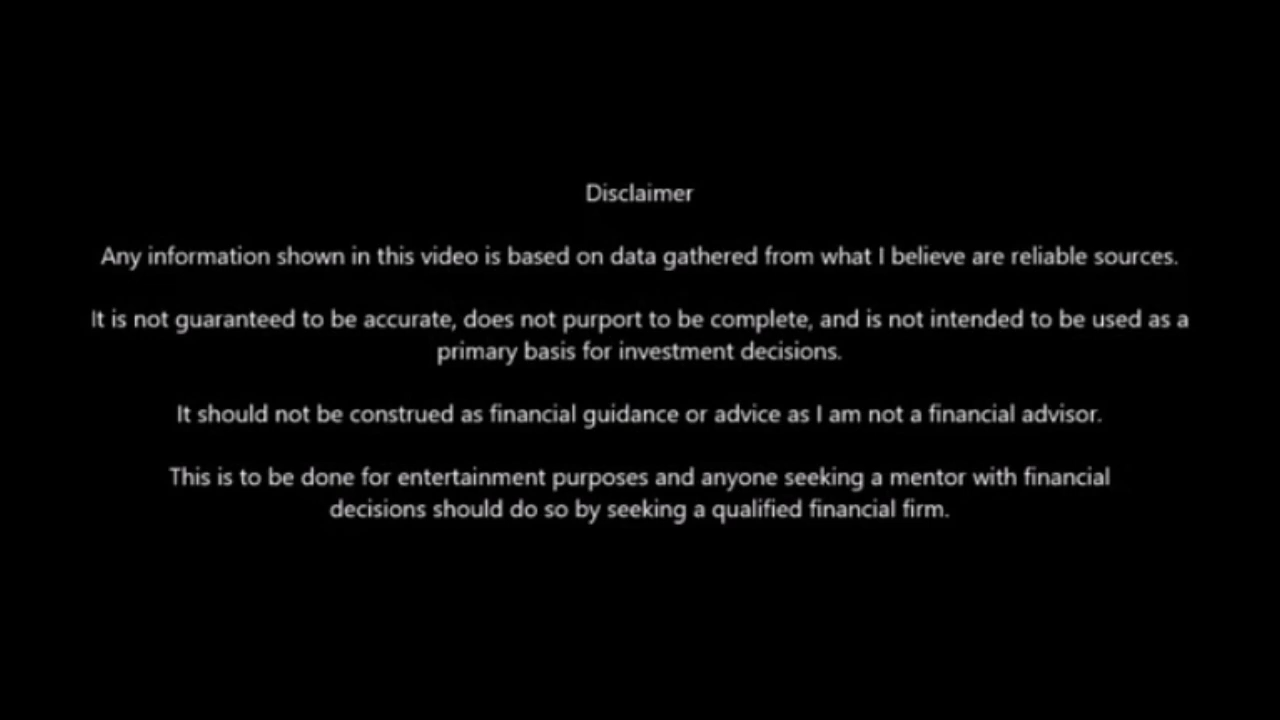 Disclaimer
Any information shown in this video is based on data gathered from what I believe are reliable sources.
It is not guaranteed to be accurate, does not purport to be complete, and is not intended to be used as a
primary basis for investment decisions.
It should not be construed as financial guidance or advice as I am not a financial advisor.
This is to be done for entertainment purposes and anyone seeking a mentor with financial
decisions should do so by seeking a qualified financial firm.